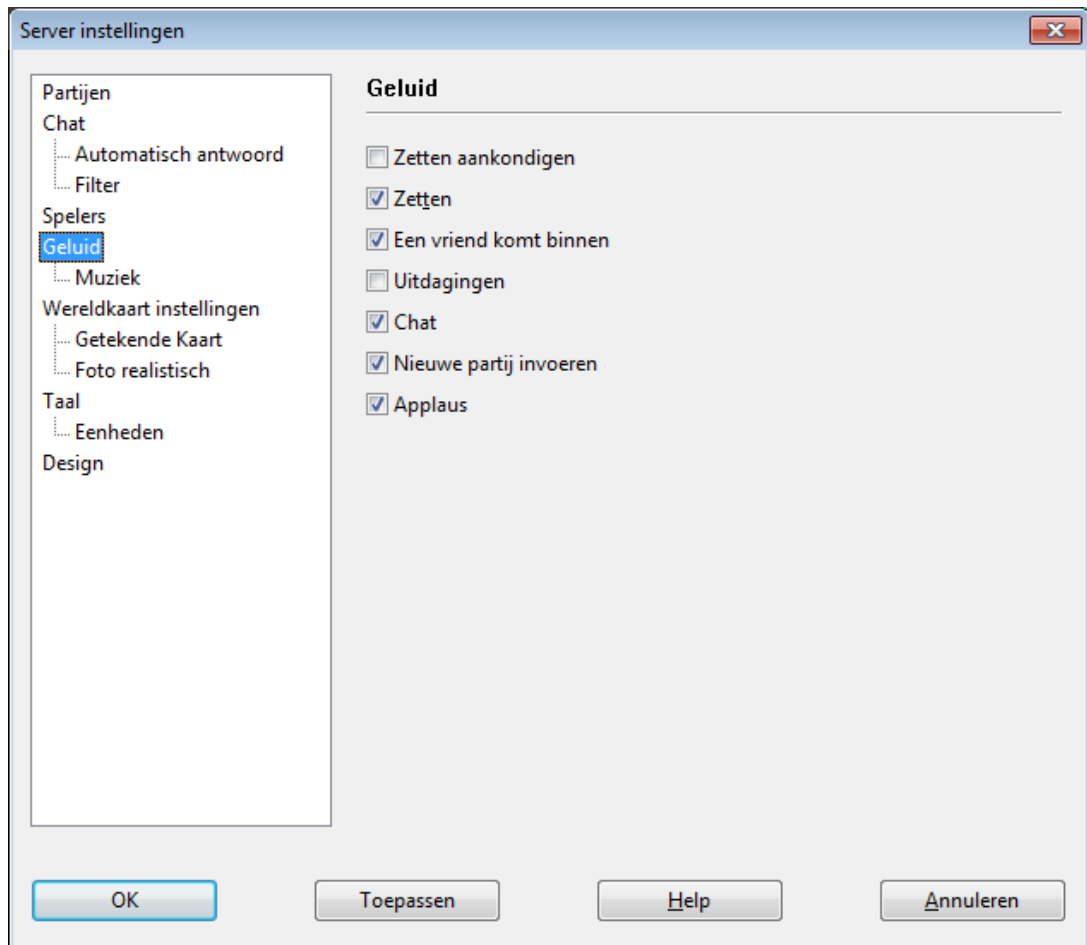 Server instellingen
Partijen
Chat
Automatisch antwoord
Filter
Spelers
Geluid
Muziek
Wereldkaart instellingen
Getekende Kaart
Foto realistisch
Taal
Eenheden
Design
Geluid
Zetten aankondigen
Zetten
Een vriend komt binnen
Uitdagingen
Chat
Nieuwe partij invoeren
Applaus
OK
Toepassen
Help
Annuleren